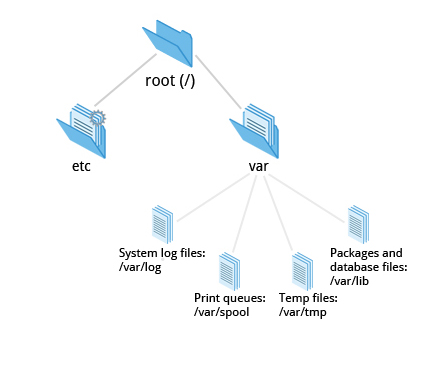 root (/)
etc
var
System log files:
/var/log
Print queues:
/var/spool
Temp files:
/var/tmp
Packages and
database files:
/var/lib